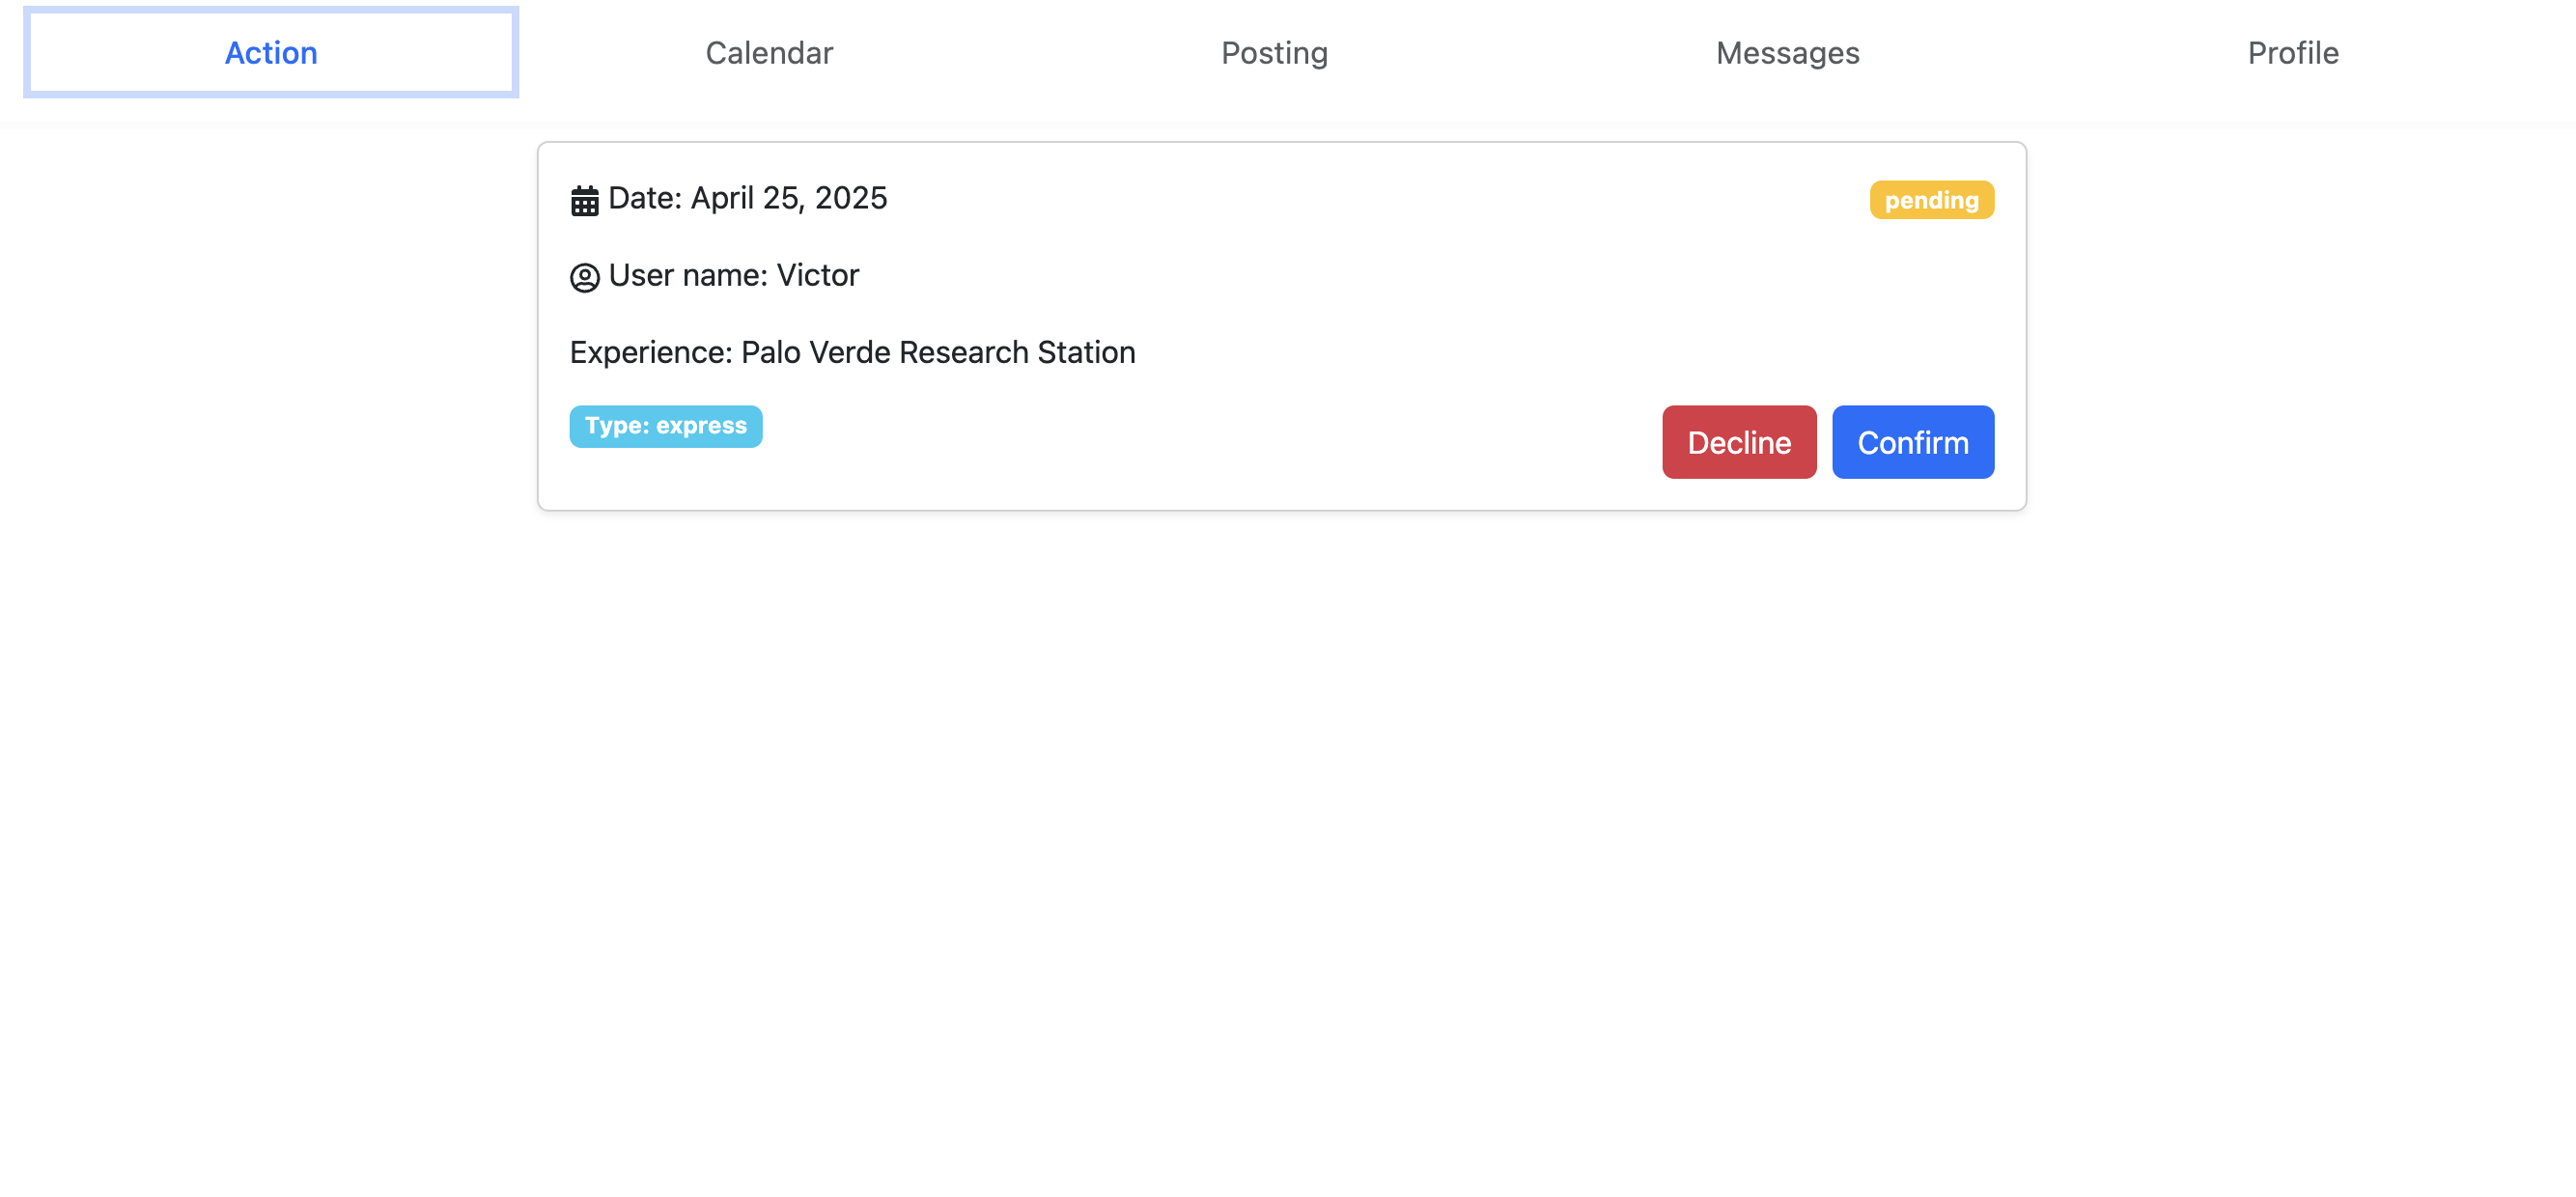 Action
Calendar
Posting
Messages
Profile
Date: April 25, 2025
pending
User name: Victor
Experience: Palo Verde Research Station
Type: express
Decline
Confirm